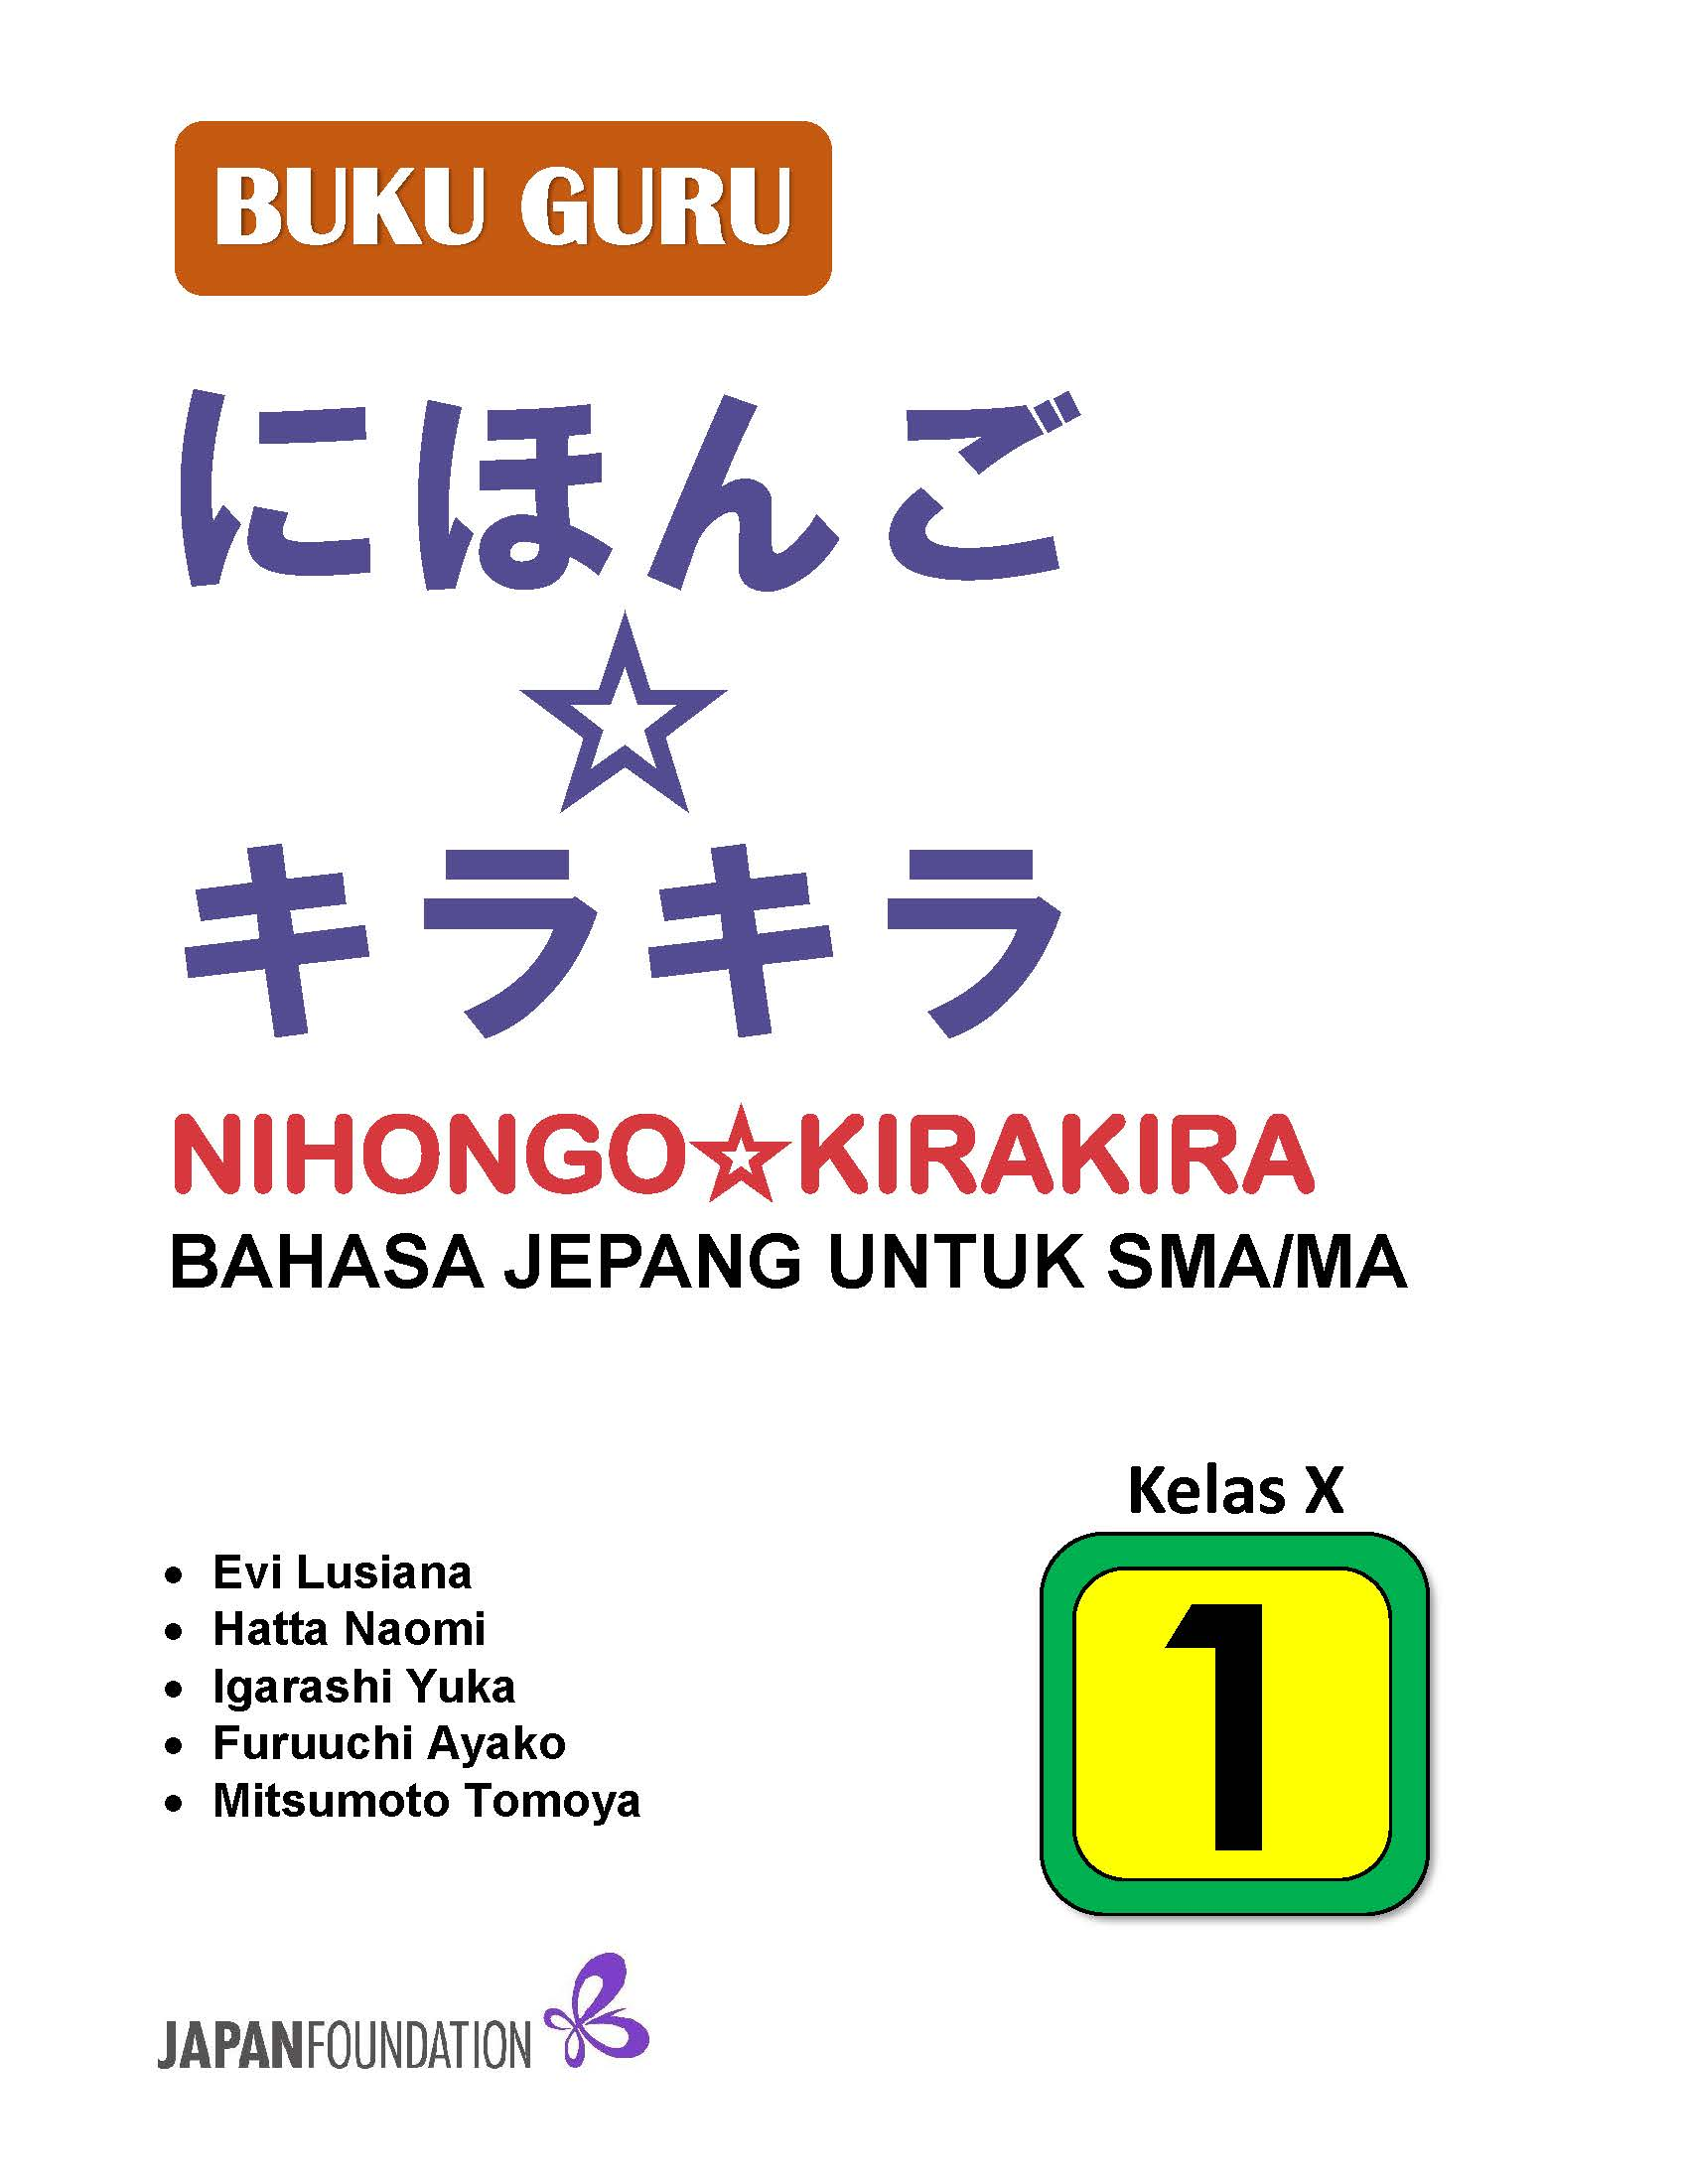 BUKU GURU
にほんご
☆
キラキラ
NIHONGO☆KIRAKIRA
BAHASA JEPANG UNTUK SMA/MA
Kelas X
1
• Evi Lusiana
• Hatta Naomi
• Igarashi Yuka
• Furuuchi Ayako
• Mitsumoto Tomoya
JAPANFOUNDATION